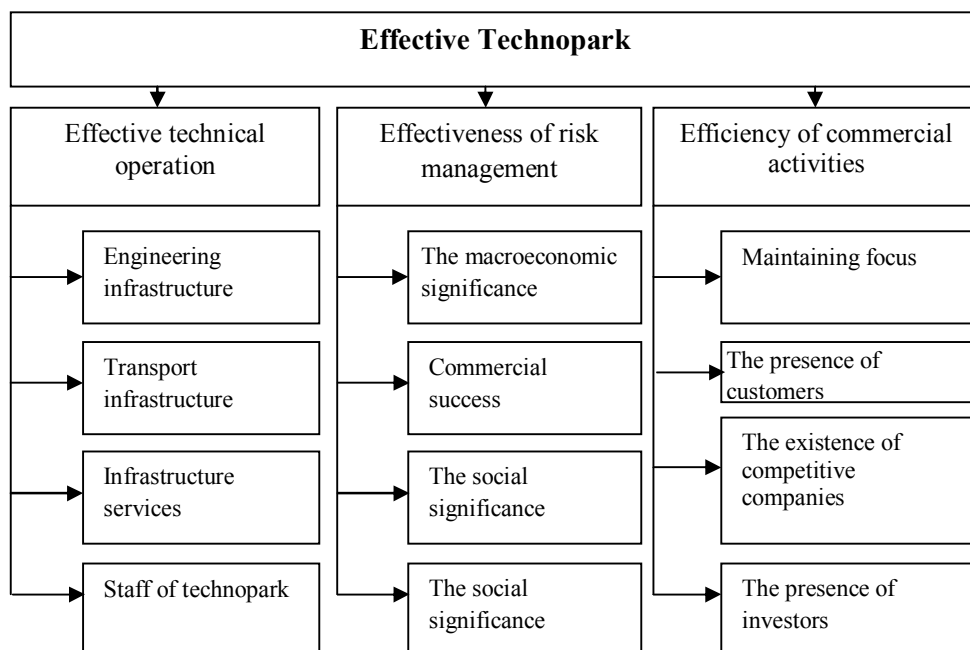 Effective Technopark
Effective technical
operation
Engineering
infrastructure
Transport
infrastructure
Infrastructure
services
Staff of technopark
Effectiveness of risk
management
The macroeconomic
significance
Commercial
success
The social
significance
The social
significance
Efficiency of commercial
activities
Maintaining focus
The presence of
customers
The existence of
competitive
companies
The presence of
investors